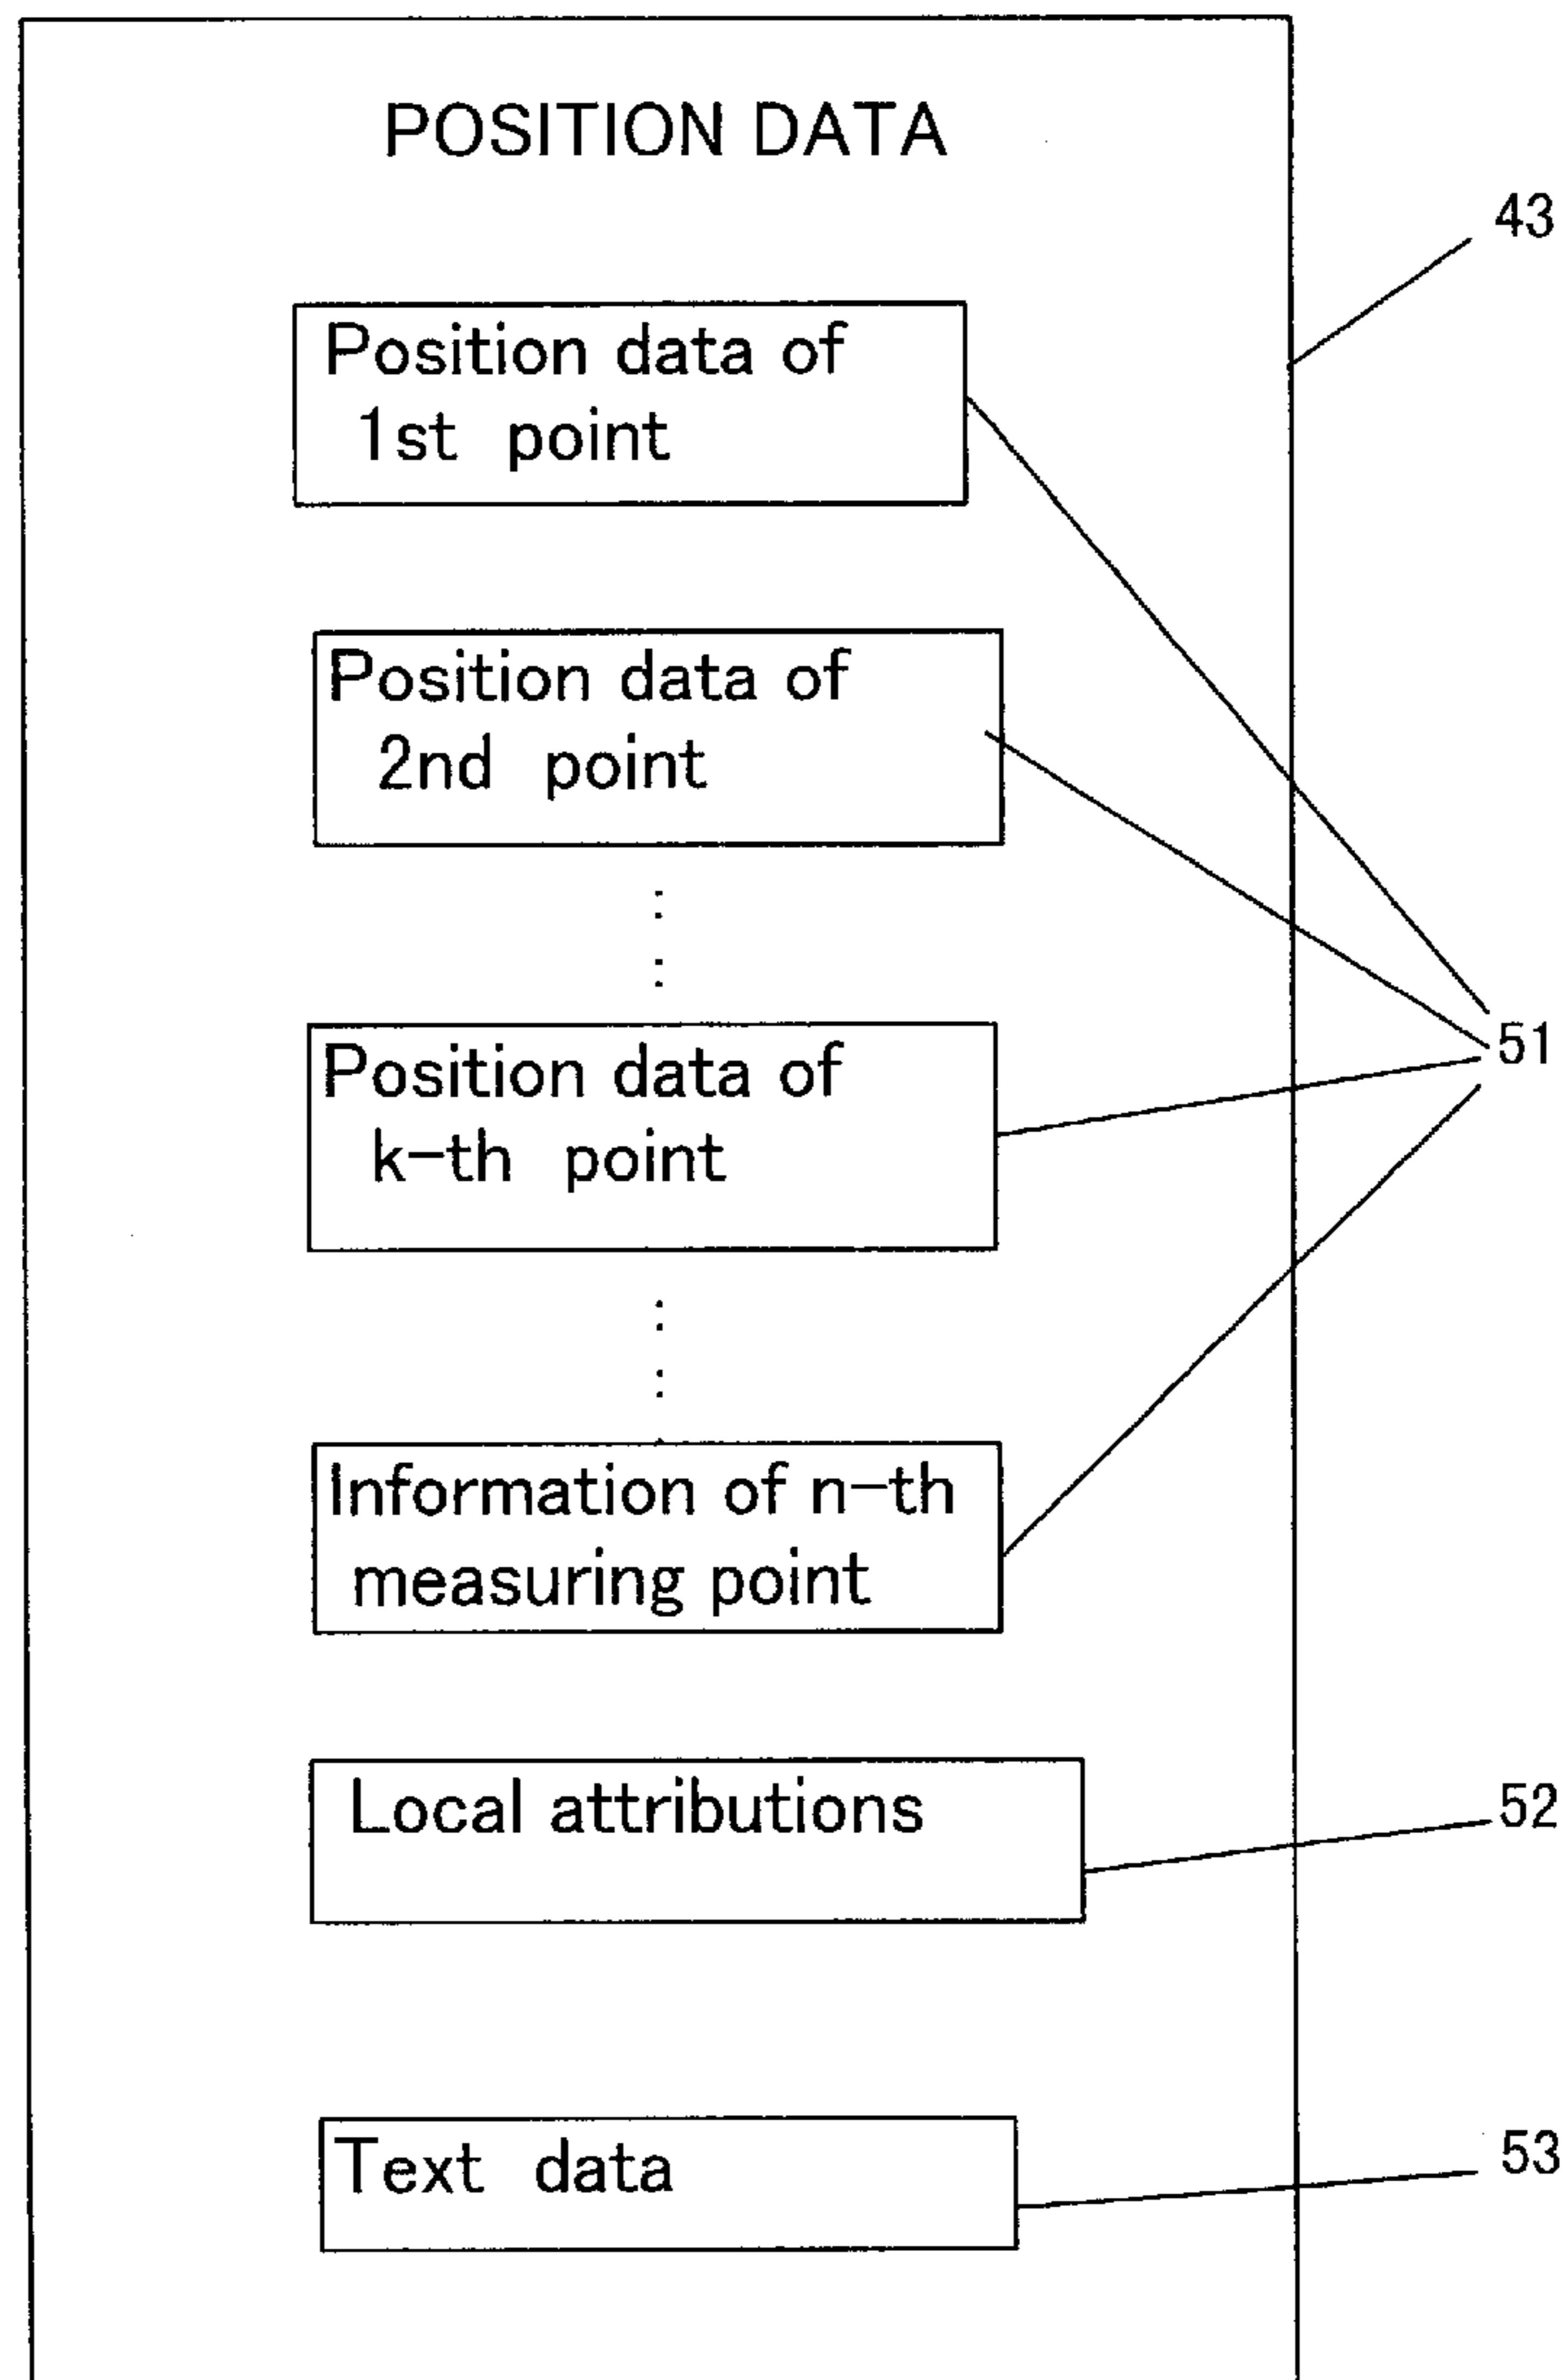 POSITION DATA
43
Position data of
1st point
Position data of
2nd point
51
Position data of
k-th point
Information of n-th
measuring point
Local attributions
52
Text data
53